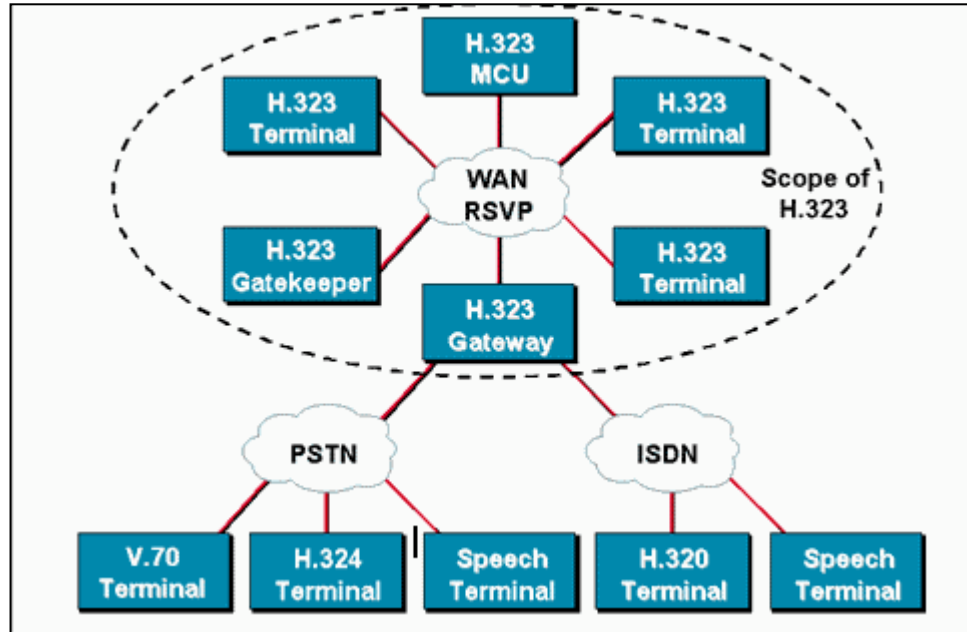 H.323
MCU
H.323
Terminal
H.323
Terminal
WAN
RSVP
Scope of
H.323
H.323
Gatekeeper
H.323
Terminal
H.323
Gateway
PSTN
ISDN
V.70
Terminal
H.324
Terminal
Speech
Terminal
H.320
Terminal
Speech
Terminal